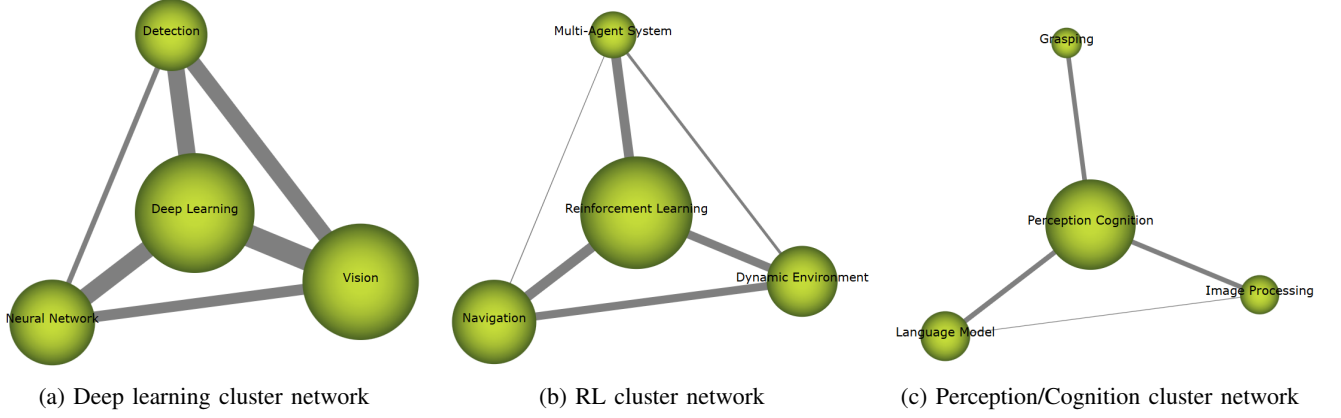 Detection
Deep Learning
Vision
Neural Network
(a) Deep learning cluster network
Multi-Agent System
Reinforcement Learning
Dynamic Environment
Navigation
(b) RL cluster network
Grasping
Perception Cognition
Image Processing
Language Model
(c) Perception/Cognition cluster network